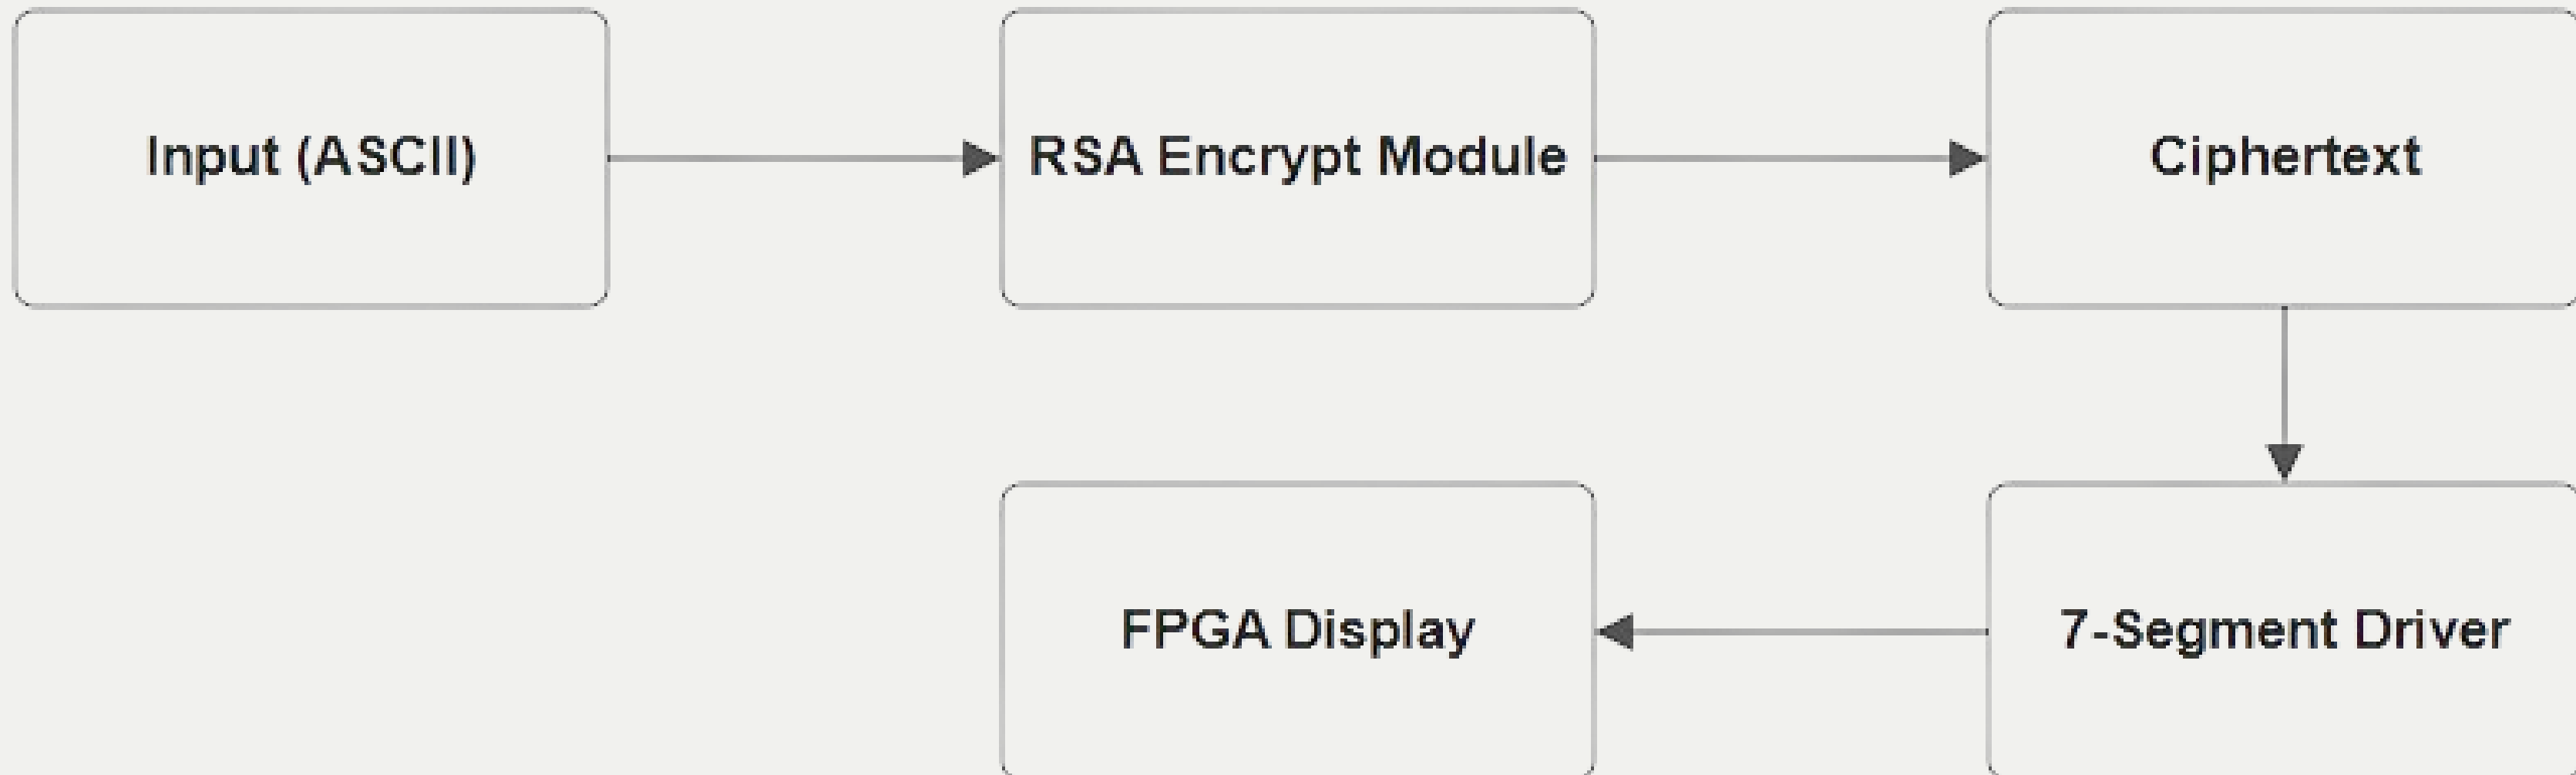 Input (ASCII)
RSA Encrypt Module
Ciphertext
FPGA Display
7-Segment Driver